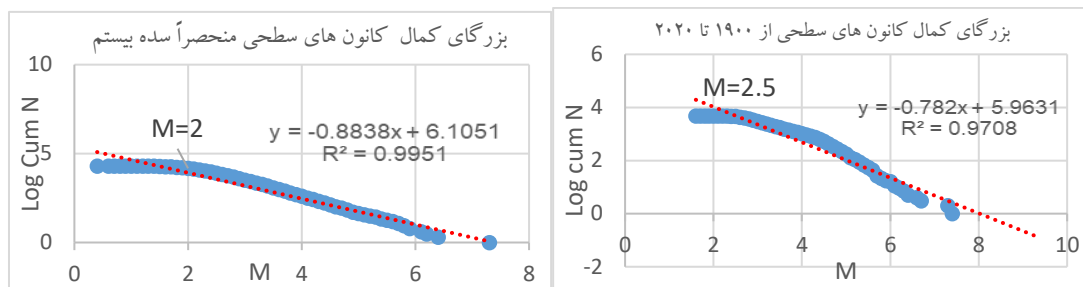 بزرگای کمال کانون های سطحی منحصراً سده بیستم
10
5
0
0
2
4
6
8
Log Cum N
M
M=2
y = -0.8838x + 6.1051
R² = 0.9951
بزرگای کمال کانون های سطحی از ۱۹۰۰ تا ۲۰۲۰
6
4
2
0
-2
0
2
4
6
8
10
Log cum N
M
M=2.5
y = -0.782x + 5.9631
R² = 0.9708